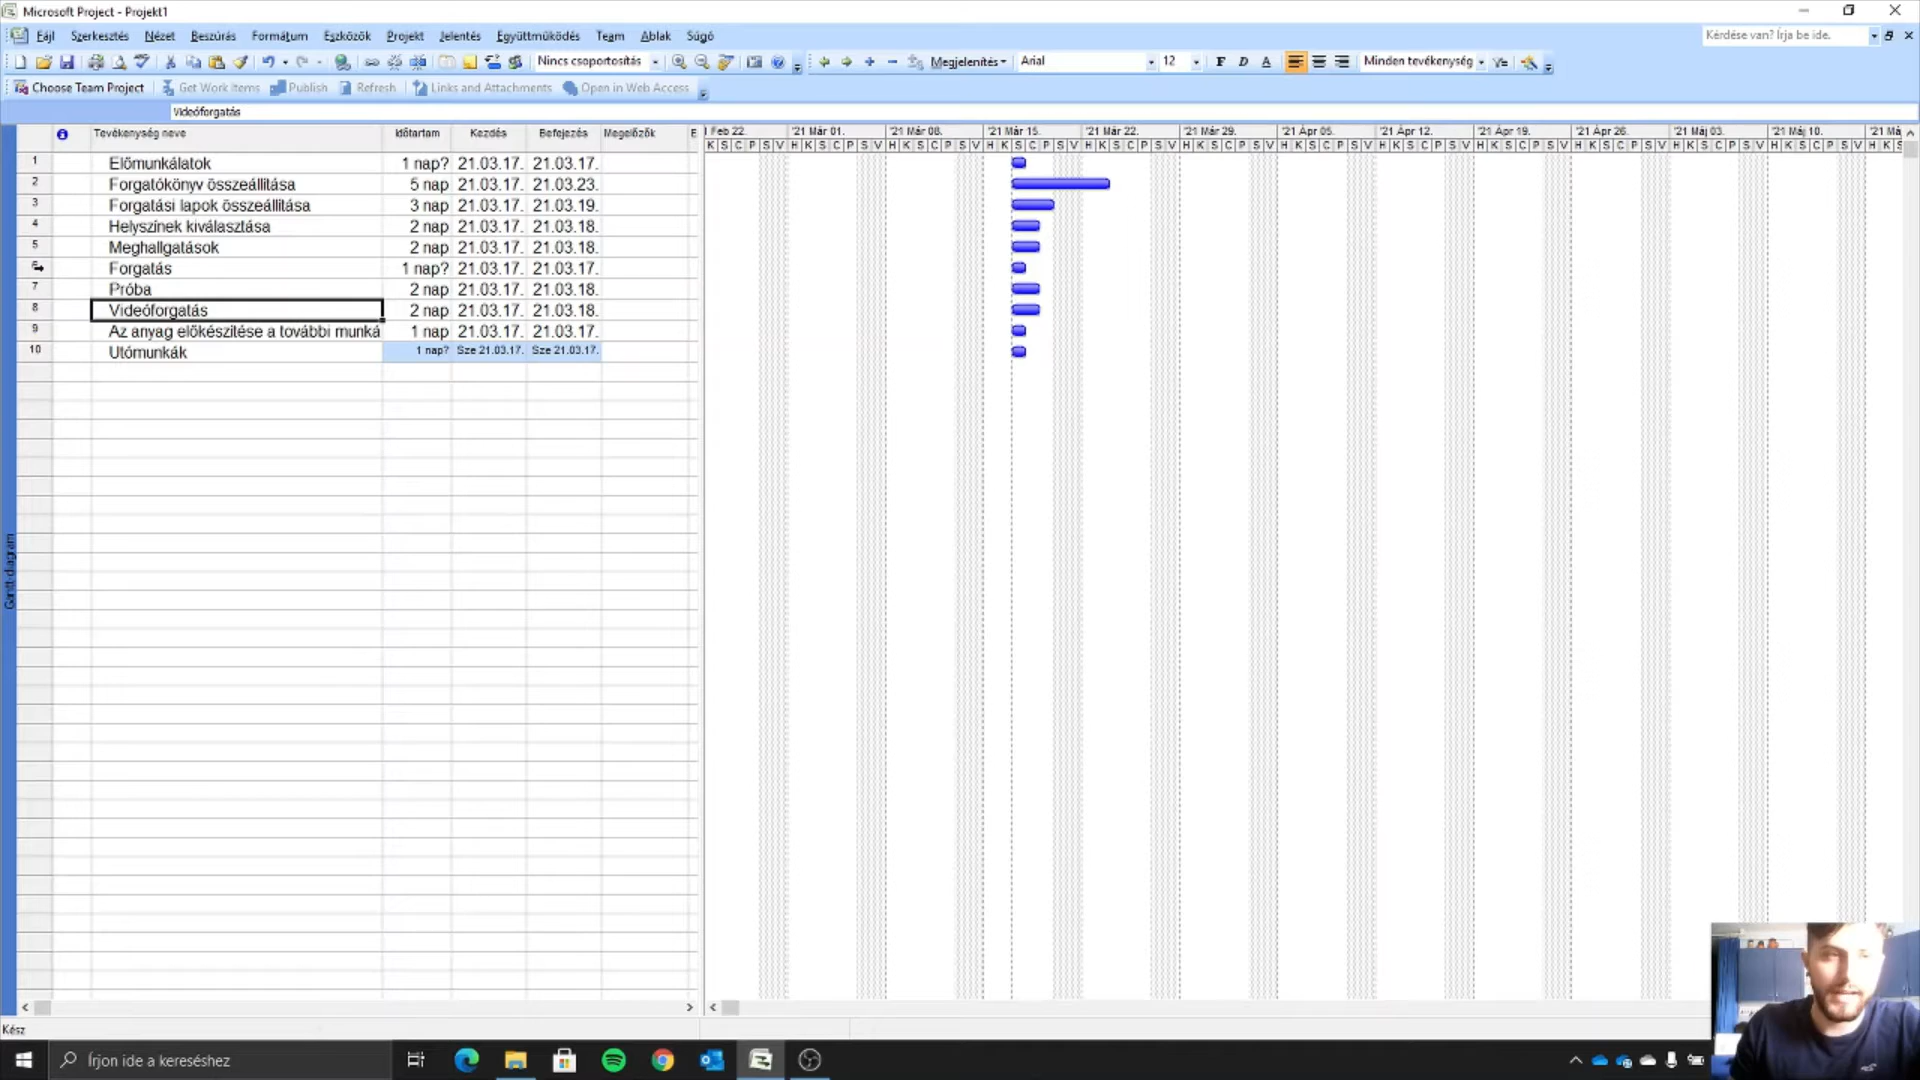 Microsoft Project - Projekt1
Fájl Szerkesztés Nézet Beszúrás Formátum Eszközök Projekt Jelentés Együttműködés Team Ablak Súgó
Kérdése van? Írja be ide.
Nincs csoportosítás Megjelenítés Arial 12 F D A Minden tevékenység
Choose Team Project Get Work Items Publish Refresh Links and Attachments Open in Web Access
Videóforgatás
Tevékenység neve Időtartam Kezdés Befejezés Megelőzők E
Feb 22. '21 Már 01. '21 Már 08. '21 Már 15. '21 Már 22. '21 Már 29. '21 Ápr 05. '21 Ápr 12. '21 Ápr 19. '21 Ápr 26. '21 Máj 03. '21 Máj 10. '21 Má
1 Előmunkálatok 1 nap? 21.03.17. 21.03.17.
2 Forgatókönyv összeállítása 5 nap 21.03.17. 21.03.23.
3 Forgatási lapok összeállítása 3 nap 21.03.17. 21.03.19.
4 Helyszínek kiválasztása 2 nap 21.03.17. 21.03.18.
5 Meghallgatások 2 nap 21.03.17. 21.03.18.
Forgatás 1 nap? 21.03.17. 21.03.17.
7 Próba 2 nap 21.03.17. 21.03.18.
8 Videóforgatás 2 nap 21.03.17. 21.03.18.
9 Az anyag előkészítése a további munká 1 nap 21.03.17. 21.03.17.
10 Utómunkák 1 nap? Sze 21.03.17. Sze 21.03.17.
Gantt-diagram
Kész
Írjon ide a kereséshez